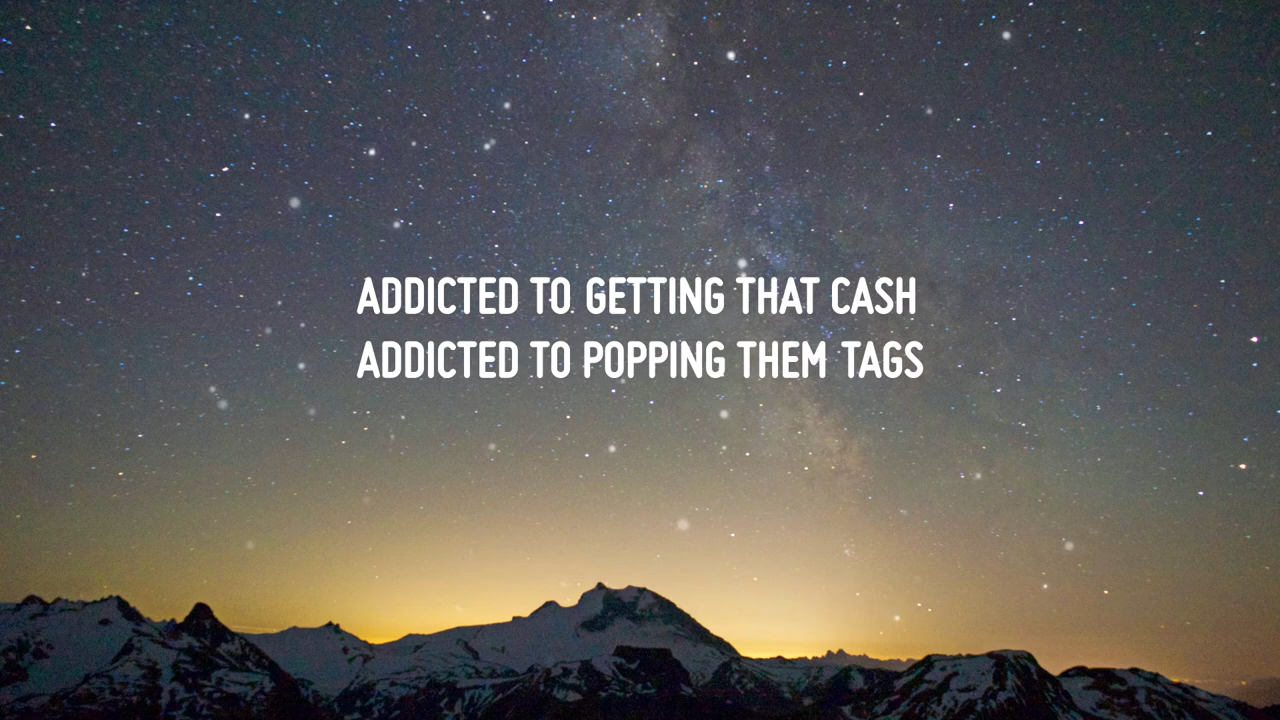 ADDICTED TO GETTING THAT CASH
ADDICTED TO POPPING THEM TAGS